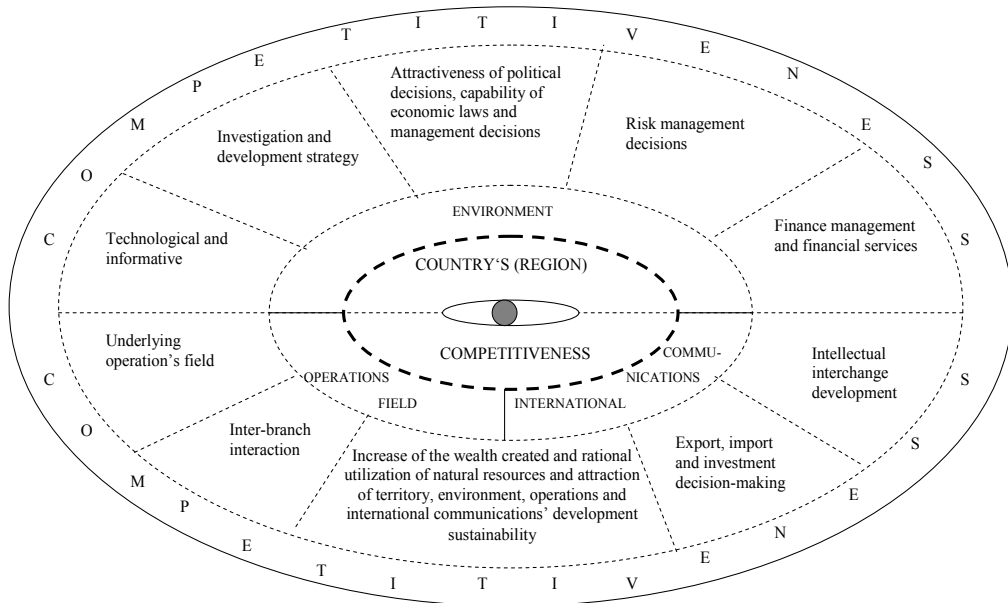 C O M P E T I T I V E N E S S
Attractiveness of political
decisions, capability of
economic laws and
management decisions
Investigation and
development strategy
Risk management
decisions
Technological and
informative
Finance management
and financial services
ENVIRONMENT
COUNTRY‘S (REGION)
COMPETITIVENESS
OPERATIONS
FIELD
INTERNATIONAL
COMMU-
NICATIONS
Underlying
operation’s field
Intellectual
interchange
development
Inter-branch
interaction
Increase of the wealth created and rational
utilization of natural resources and attraction
of territory, environment, operations and
international communications’ development
sustainability
Export, import
and investment
decision-making
C O M P E T I T I V E N E S S